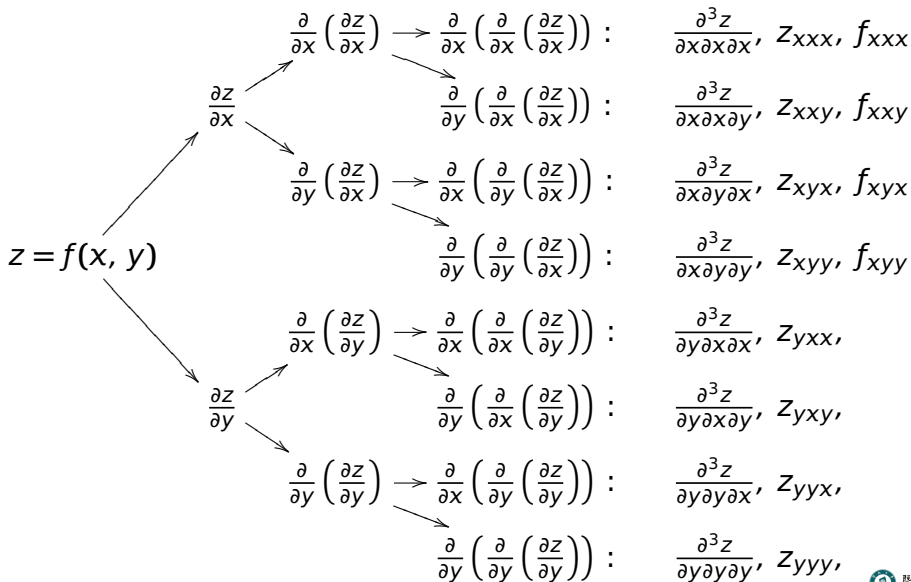 ∂/∂x (∂z/∂x) → ∂/∂x (∂/∂x (∂z/∂x)) : ∂³z/∂x∂x∂x, z_xxx, f_xxx
∂z/∂x ∂/∂y (∂/∂x (∂z/∂x)) : ∂³z/∂x∂x∂y, z_xxy, f_xxy
∂/∂y (∂z/∂x) → ∂/∂x (∂/∂y (∂z/∂x)) : ∂³z/∂x∂y∂x, z_xyx, f_xyx
z = f(x, y) ∂/∂y (∂/∂y (∂z/∂x)) : ∂³z/∂x∂y∂y, z_xyy, f_xyy
∂/∂x (∂z/∂y) → ∂/∂x (∂/∂x (∂z/∂y)) : ∂³z/∂y∂x∂x, z_yxx,
∂z/∂y ∂/∂y (∂/∂x (∂z/∂y)) : ∂³z/∂y∂x∂y, z_yxy,
∂/∂y (∂z/∂y) → ∂/∂x (∂/∂y (∂z/∂y)) : ∂³z/∂y∂y∂x, z_yyx,
∂/∂y (∂/∂y (∂z/∂y)) : ∂³z/∂y∂y∂y, z_yyy,